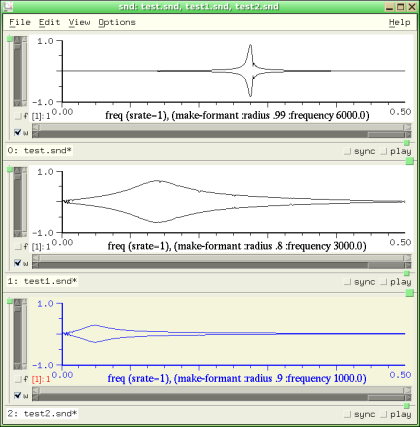 snd: test.snd, test1.snd, test2.snd
File Edit View Options Help
1.0
-1.0
f [1]: 1 0.00 0.50
freq (srate=1), (make-formant :radius .99 :frequency 6000.0)
w
0: test.snd* sync play
1.0
-1.0
f [1]: 1 0.00 0.50
freq (srate=1), (make-formant :radius .8 :frequency 3000.0)
w
1: test1.snd* sync play
1.0
-1.0
f [1]: 1 0.00 0.50
freq (srate=1), (make-formant :radius .9 :frequency 1000.0)
w
2: test2.snd* sync play